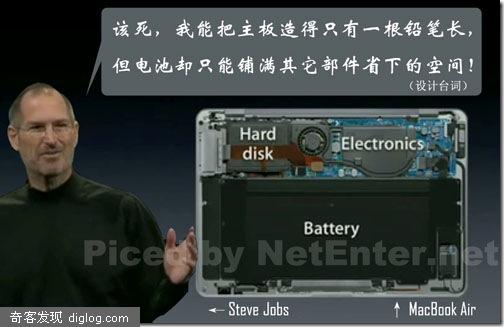 该死，我能把主板造得只有一根铅笔长，
但电池却只能铺满其它部件省下的空间！
（设计台词）
Hard
disk
Electronics
Battery
Piced by NetEnter.net
← Steve Jobs
↑ MacBook Air
奇客发现 diglog.com